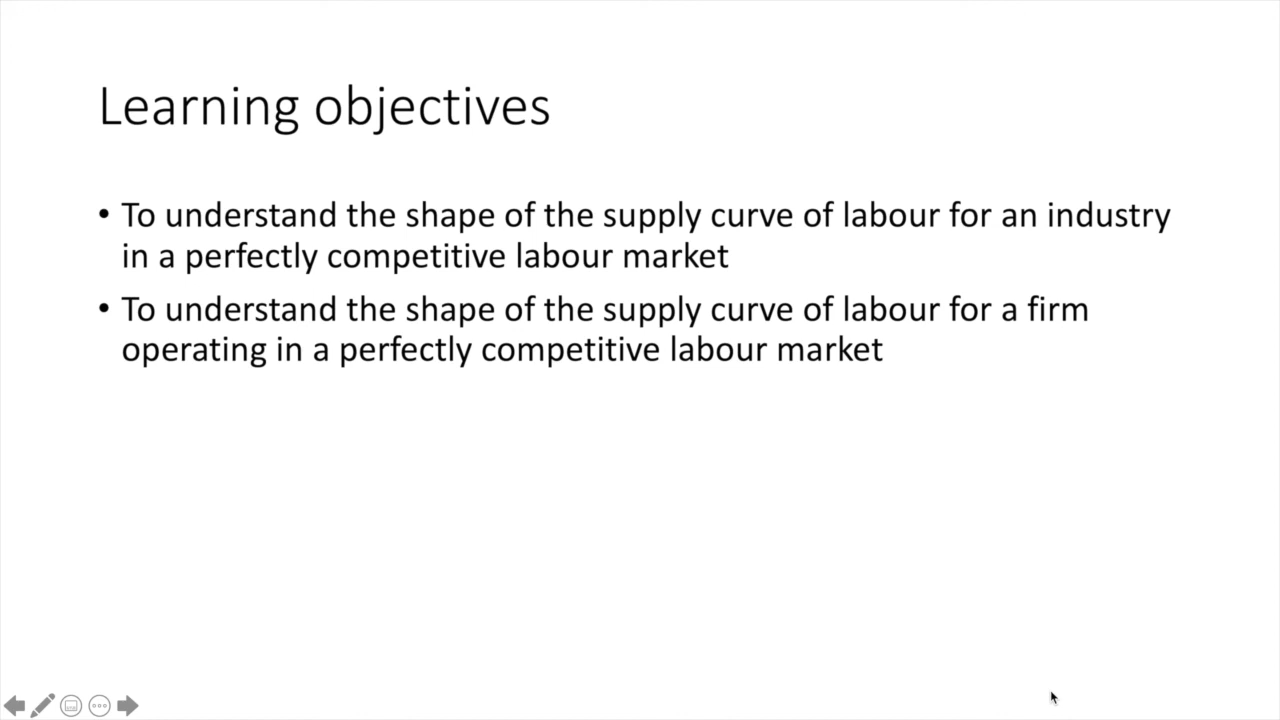 Learning objectives
• To understand the shape of the supply curve of labour for an industry
in a perfectly competitive labour market
• To understand the shape of the supply curve of labour for a firm
operating in a perfectly competitive labour market